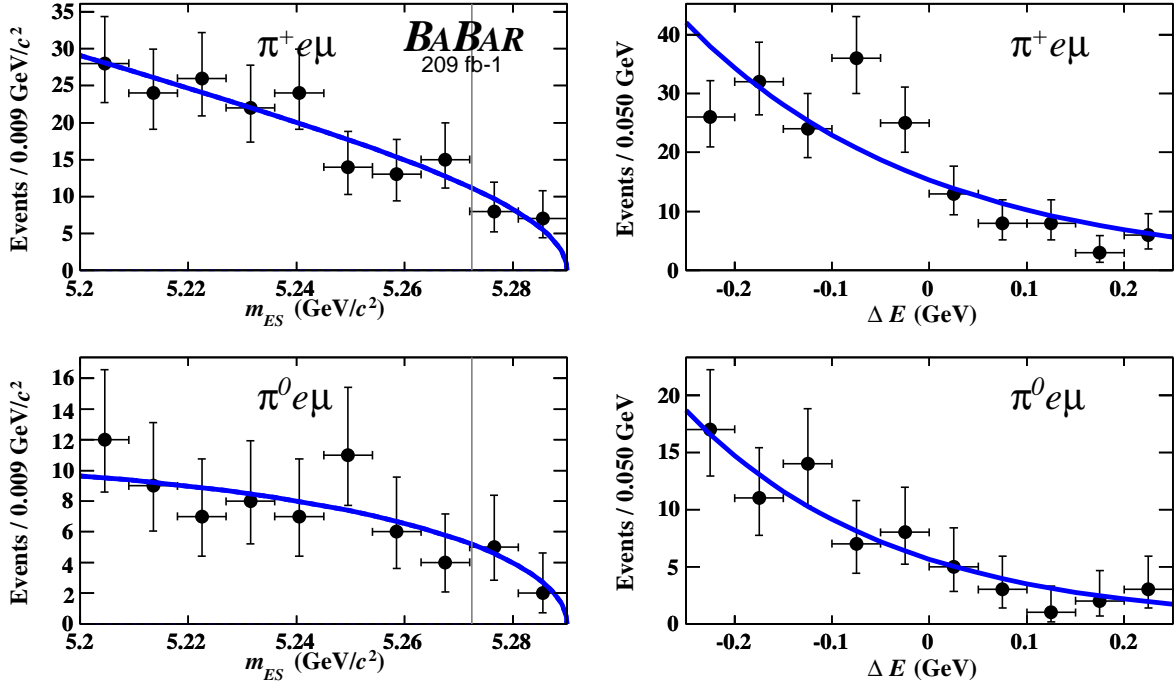 Events / 0.009 GeV/c²
35
30
25
20
15
10
5
0
π⁺eμ
BABAR
209 fb-1
5.2 5.22 5.24 5.26 5.28
m_ES (GeV/c²)
Events / 0.050 GeV
40
30
20
10
0
π⁺eμ
-0.2 -0.1 0 0.1 0.2
Δ E (GeV)
Events / 0.009 GeV/c²
16
14
12
10
8
6
4
2
0
π⁰eμ
5.2 5.22 5.24 5.26 5.28
m_ES (GeV/c²)
Events / 0.050 GeV
20
15
10
5
0
π⁰eμ
-0.2 -0.1 0 0.1 0.2
Δ E (GeV)